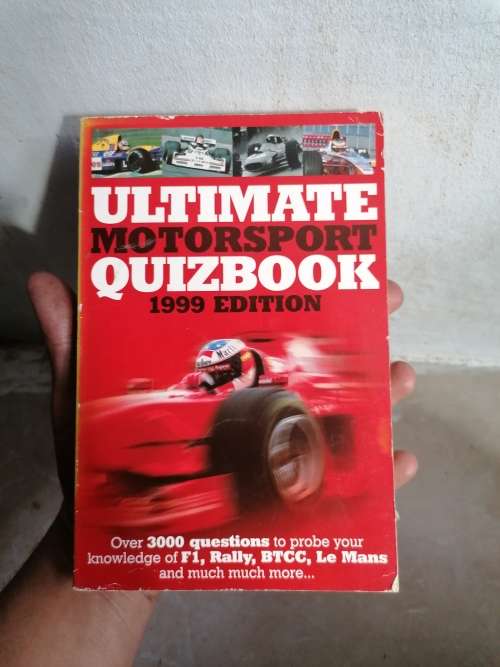 ULTIMATE
MOTORSPORT
QUIZBOOK
1999 EDITION
Over 3000 questions to probe your
knowledge of F1, Rally, BTCC, Le Mans
and much much more...